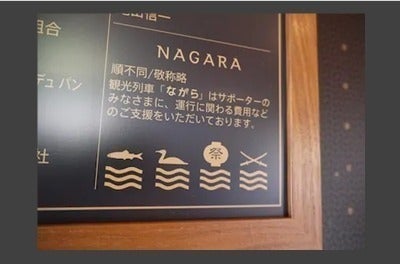 信一
組合
NAGARA
順不同/敬称略
デュ パン
観光列車「ながら」はサポーターの
みなさまに、運行に関わる費用など
のご支援をいただいております。
社
祭